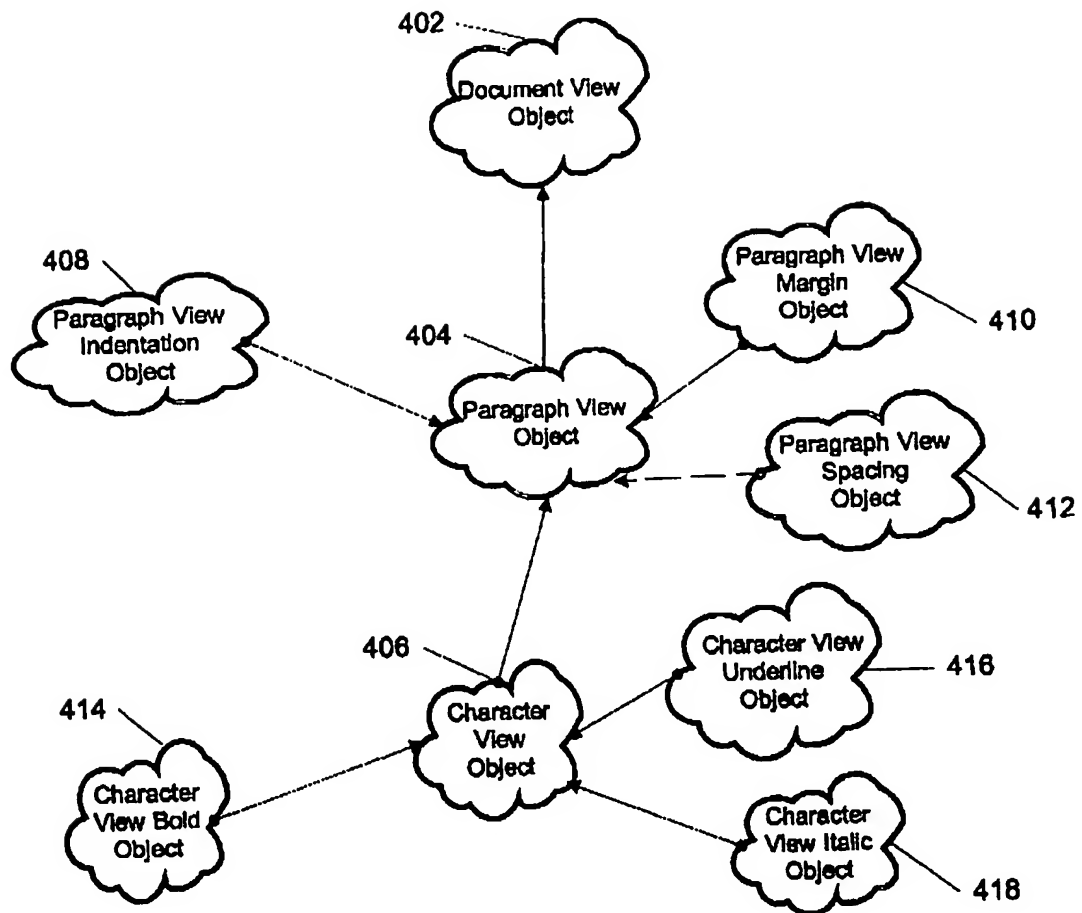 402
Document View
Object
408
Paragraph View
Indentation
Object
404
Paragraph View
Object
Paragraph View
Margin
Object
410
Paragraph View
Spacing
Object
412
406
Character
View
Object
Character View
Underline
Object
416
414
Character
View Bold
Object
Character
View Italic
Object
418